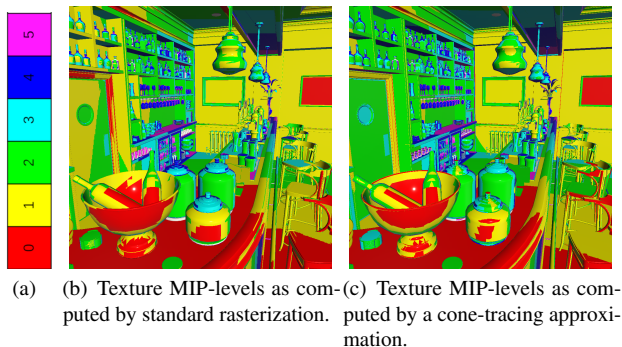 5
4
3
2
1
0
(a) (b) Texture MIP-levels as com- (c) Texture MIP-levels as com-
puted by standard rasterization. puted by a cone-tracing approxi-
mation.